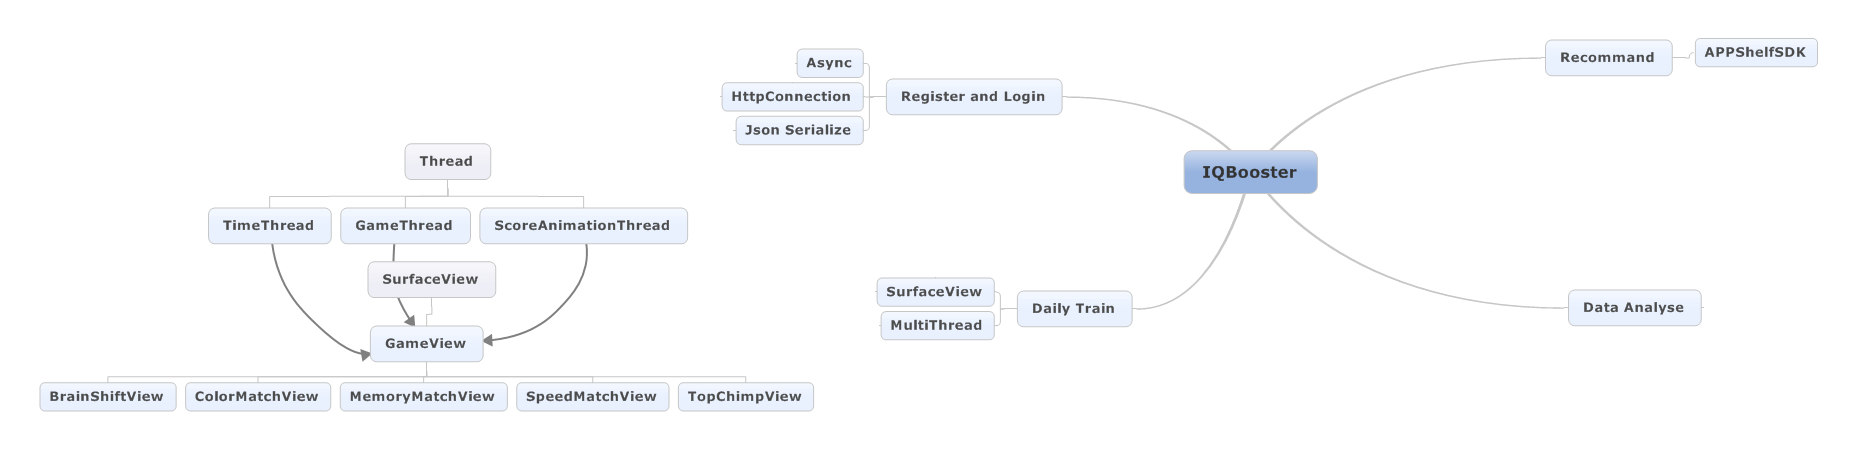 Async
HttpConnection
Json Serialize
Register and Login
Recommand
APPShelfSDK
IQBooster
Thread
TimeThread
GameThread
ScoreAnimationThread
SurfaceView
GameView
BrainShiftView
ColorMatchView
MemoryMatchView
SpeedMatchView
TopChimpView
SurfaceView
MultiThread
Daily Train
Data Analyse